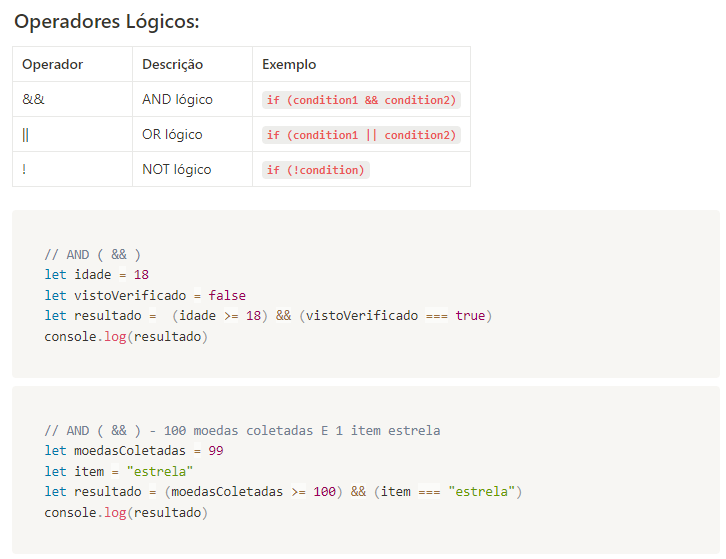 Operadores Lógicos:
Operador Descrição Exemplo
&& AND lógico if (condition1 && condition2)
|| OR lógico if (condition1 || condition2)
! NOT lógico if (!condition)
// AND ( && )
let idade = 18
let vistoVerificado = false
let resultado =  (idade >= 18) && (vistoVerificado === true)
console.log(resultado)
// AND ( && ) - 100 moedas coletadas E 1 item estrela
let moedasColetadas = 99
let item = "estrela"
let resultado = (moedasColetadas >= 100) && (item === "estrela")
console.log(resultado)